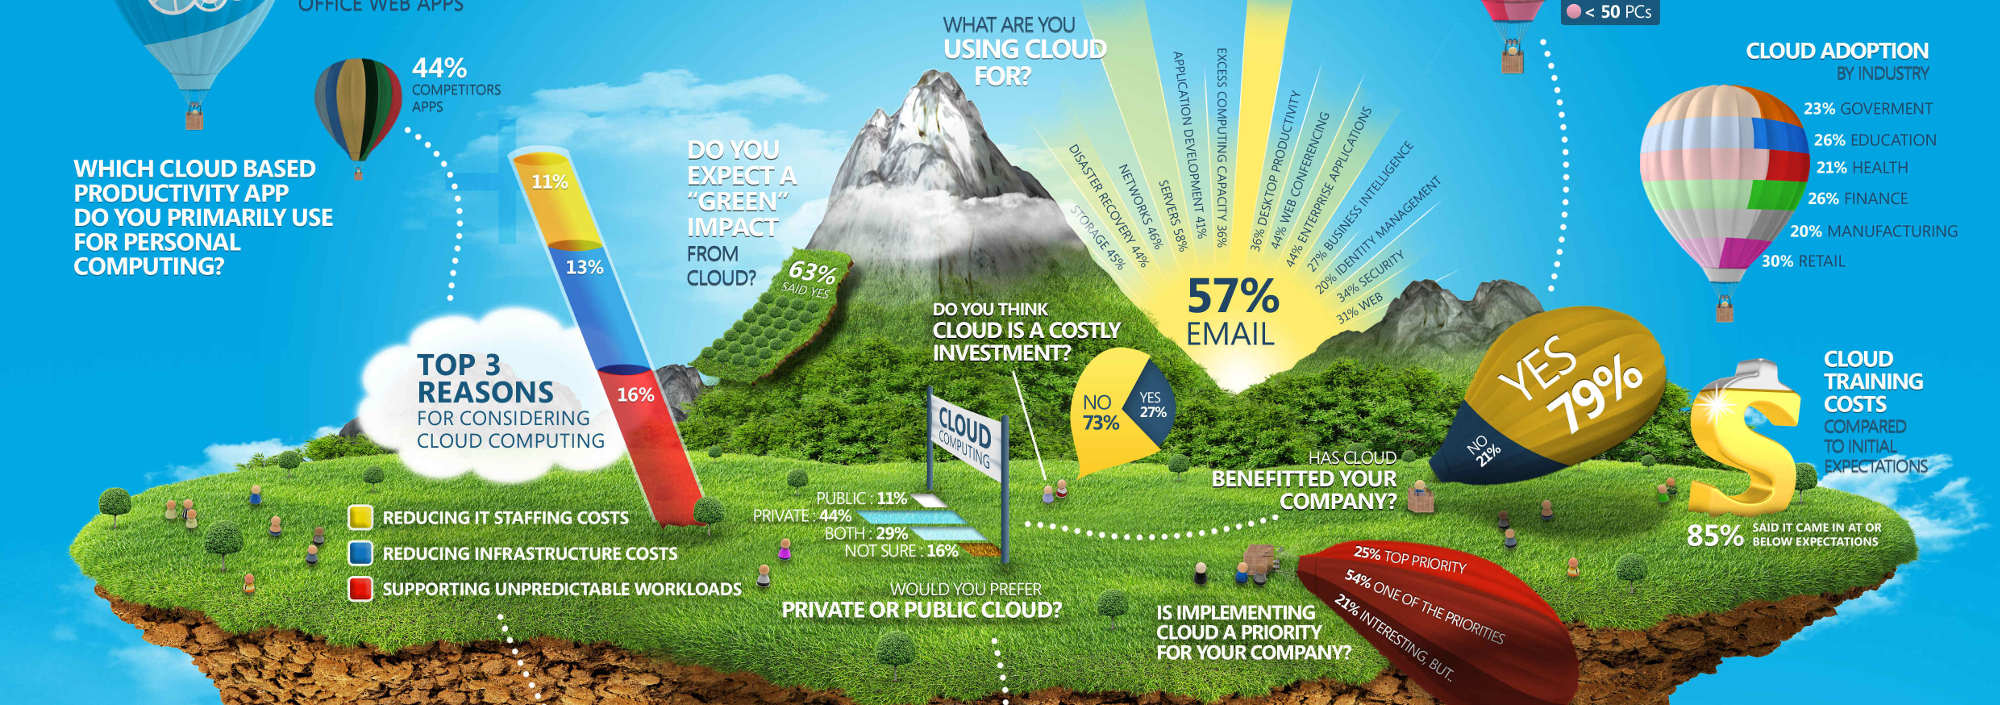 OFFICE WEB APPS
44%
COMPETITORS
APPS
WHICH CLOUD BASED
PRODUCTIVITY APP
DO YOU PRIMARILY USE
FOR PERSONAL
COMPUTING?
11%
13%
16%
TOP 3
REASONS
FOR CONSIDERING
CLOUD COMPUTING
REDUCING IT STAFFING COSTS
REDUCING INFRASTRUCTURE COSTS
SUPPORTING UNPREDICTABLE WORKLOADS
DO YOU
EXPECT A
"GREEN"
IMPACT
FROM
CLOUD?
63%
SAID YES
WHAT ARE YOU
USING CLOUD
FOR?
STORAGE 45%
DISASTER RECOVERY 44%
NETWORKS 46%
SERVERS 58%
APPLICATION DEVELOPMENT 41%
EXCESS COMPUTING CAPACITY 36%
36% DESKTOP PRODUCTIVITY
44% WEB CONFERENCING
44% ENTERPRISE APPLICATIONS
27% BUSINESS INTELLIGENCE
20% IDENTITY MANAGEMENT
34% SECURITY
31% WEB
57%
EMAIL
DO YOU THINK
CLOUD IS A COSTLY
INVESTMENT?
NO
73%
YES
27%
CLOUD
COMPUTING
PUBLIC : 11%
PRIVATE : 44%
BOTH : 29%
NOT SURE : 16%
WOULD YOU PREFER
PRIVATE OR PUBLIC CLOUD?
HAS CLOUD
BENEFITTED YOUR
COMPANY?
YES
79%
NO
21%
IS IMPLEMENTING
CLOUD A PRIORITY
FOR YOUR COMPANY?
25% TOP PRIORITY
54% ONE OF THE PRIORITIES
21% INTERESTING, BUT..
< 50 PCs
CLOUD ADOPTION
BY INDUSTRY
23% GOVERMENT
26% EDUCATION
21% HEALTH
26% FINANCE
20% MANUFACTURING
30% RETAIL
CLOUD
TRAINING
COSTS
COMPARED
TO INITIAL
EXPECTATIONS
S
85% SAID IT CAME IN AT OR
BELOW EXPECTATIONS